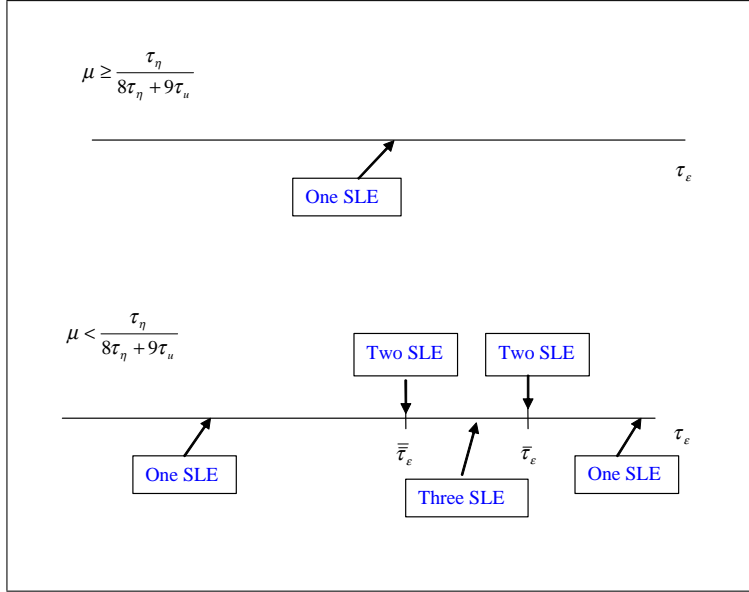 μ ≥ τ_η / (8τ_η + 9τ_u)
τ_ε
One SLE
μ < τ_η / (8τ_η + 9τ_u)
Two SLE Two SLE
τ̿_ε τ̄_ε τ_ε
One SLE Three SLE One SLE